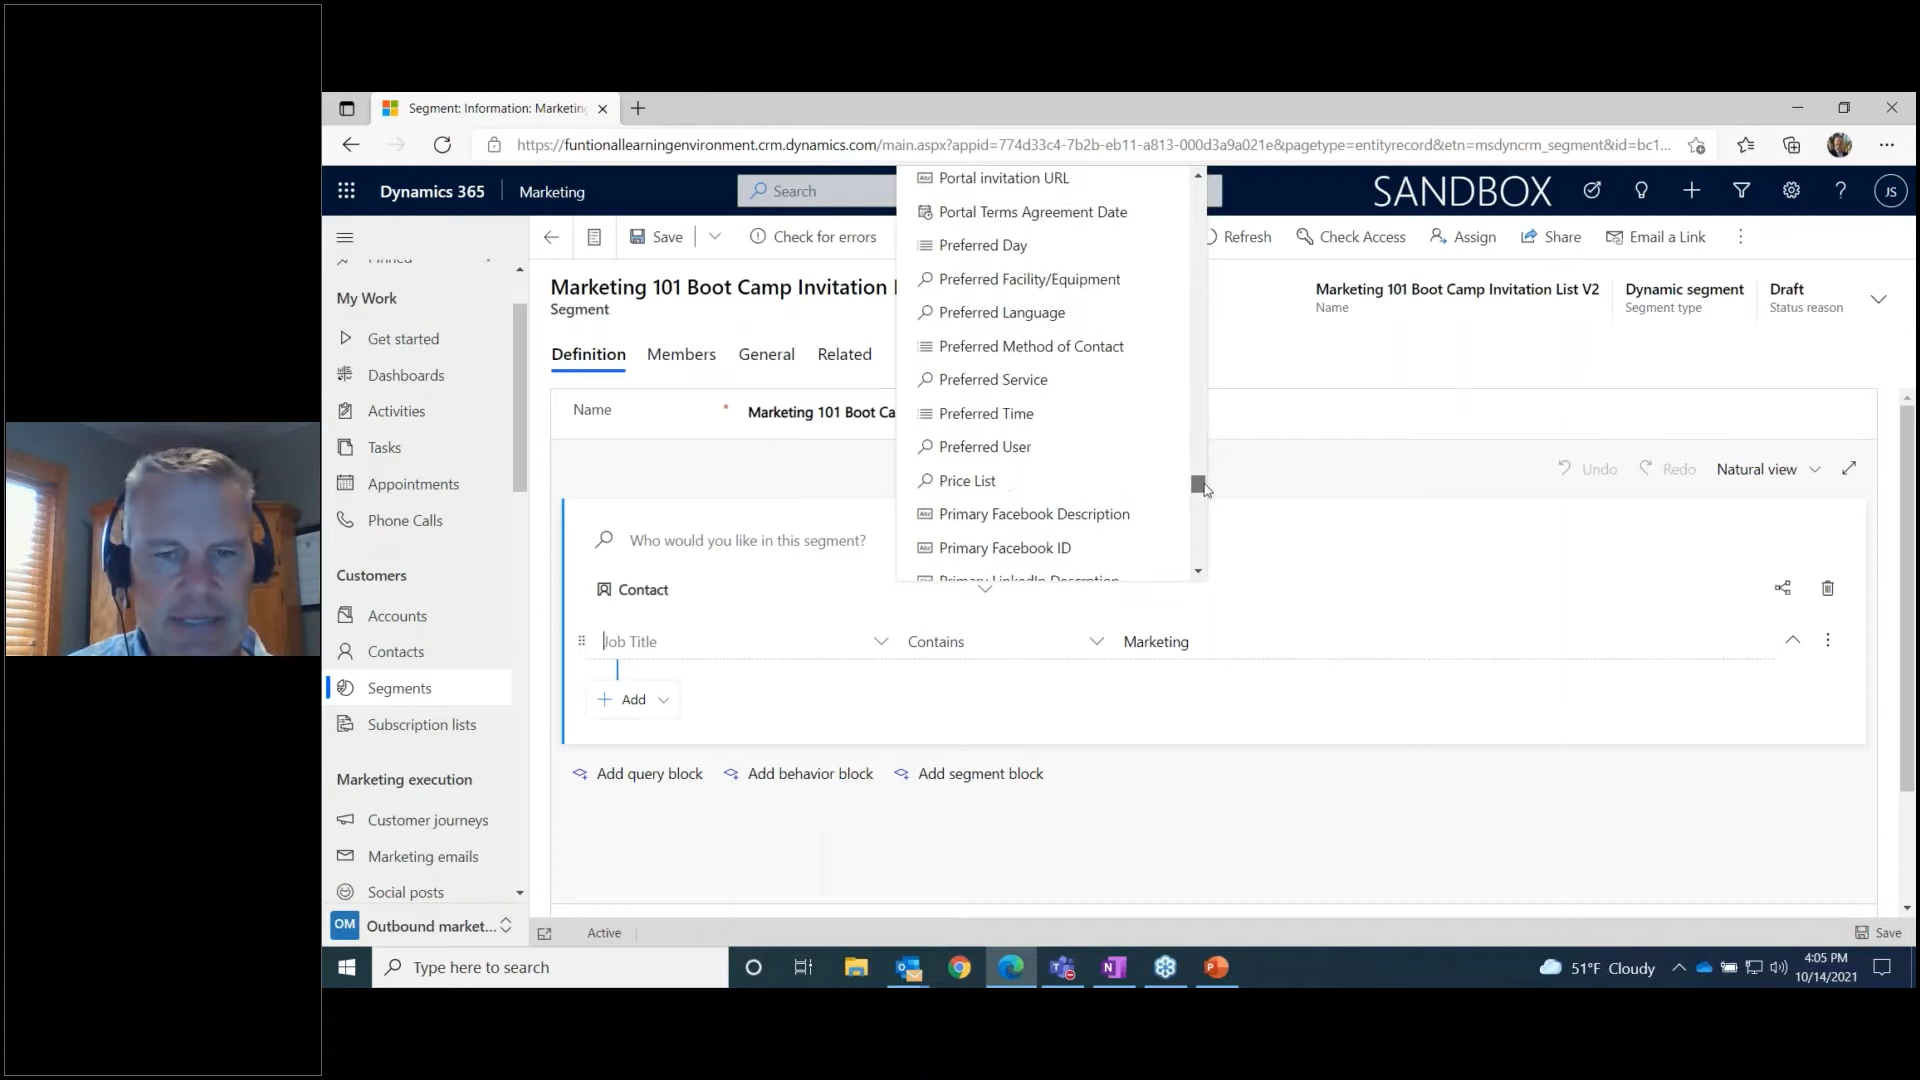 Segment: Information: Marketing
https://funtionallearningenvironment.crm.dynamics.com/main.aspx?appid=774d33c4-7b2b-eb11-a813-000d3a9a021e&pagetype=entityrecord&etn=msdyncrm_segment&id=bc1...
Dynamics 365
Marketing
Search
SANDBOX
JS
Save
Check for errors
Refresh
Check Access
Assign
Share
Email a Link
Pinned
My Work
Get started
Dashboards
Activities
Tasks
Appointments
Phone Calls
Customers
Accounts
Contacts
Segments
Subscription lists
Marketing execution
Customer journeys
Marketing emails
Social posts
OM
Outbound market...
Marketing 101 Boot Camp Invitation
Segment
Marketing 101 Boot Camp Invitation List V2
Name
Dynamic segment
Segment type
Draft
Status reason
Definition
Members
General
Related
Name
*
Marketing 101 Boot Ca
Undo
Redo
Natural view
Portal invitation URL
Portal Terms Agreement Date
Preferred Day
Preferred Facility/Equipment
Preferred Language
Preferred Method of Contact
Preferred Service
Preferred Time
Preferred User
Price List
Primary Facebook Description
Primary Facebook ID
Primary LinkedIn Descrption
Who would you like in this segment?
Contact
Job Title
Contains
Marketing
Add
Add query block
Add behavior block
Add segment block
Active
Save
Type here to search
51°F Cloudy
4:05 PM
10/14/2021